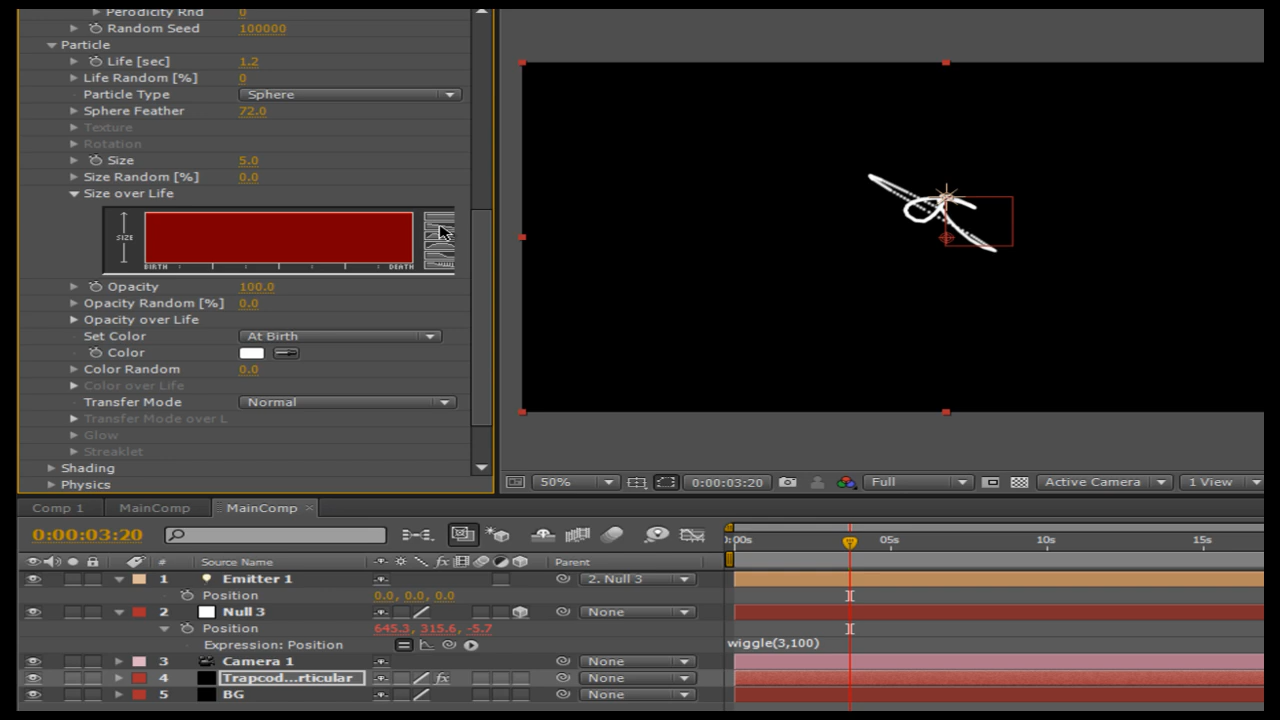 Perodicity Rnd 0
Random Seed 100000
Particle
Life [sec] 1.2
Life Random [%] 0
Particle Type Sphere
Sphere Feather 72.0
Texture
Rotation
Size 5.0
Size Random [%] 0.0
Size over Life
SIZE
BIRTH DEATH
Opacity 100.0
Opacity Random [%] 0.0
Opacity over Life
Set Color At Birth
Color
Color Random 0.0
Color over Life
Transfer Mode Normal
Transfer Mode over L
Glow
Streaklet
Shading
Physics
50% 0:00:03:20 Full Active Camera 1 View
Comp 1 MainComp MainComp ×
0:00:03:20 :00s 05s 10s 15s
# Source Name fx Parent
1 Emitter 1 2. Null 3
Position 0.0, 0.0, 0.0
2 Null 3 None
Position 645.3, 315.6, -5.7
Expression: Position wiggle(3,100)
3 Camera 1 None
4 Trapcod...rticular fx None
5 BG None